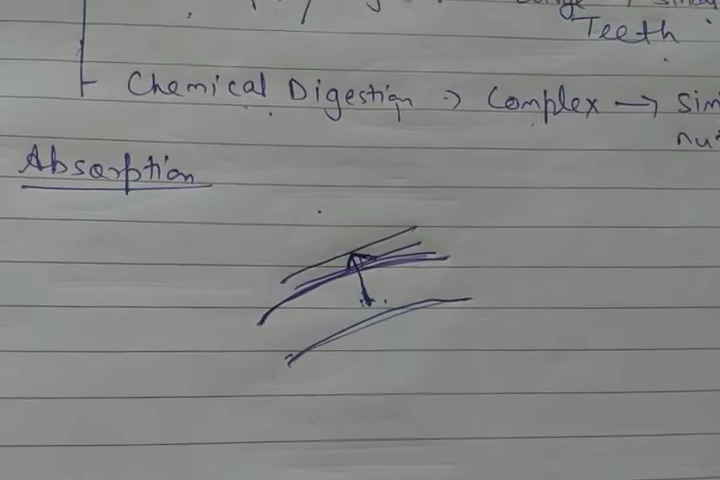 Teeth
Chemical Digestion → Complex → Sim
nu
Absorption